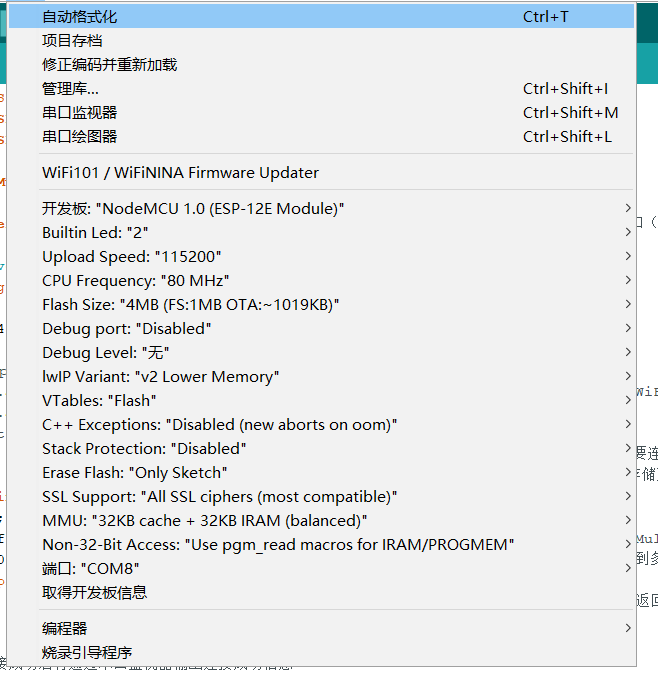 自动格式化 Ctrl+T
项目存档
修正编码并重新加载
管理库... Ctrl+Shift+I
串口监视器 Ctrl+Shift+M
串口绘图器 Ctrl+Shift+L
WiFi101 / WiFiNINA Firmware Updater
开发板: "NodeMCU 1.0 (ESP-12E Module)"
Builtin Led: "2"
Upload Speed: "115200"
CPU Frequency: "80 MHz"
Flash Size: "4MB (FS:1MB OTA:~1019KB)"
Debug port: "Disabled"
Debug Level: "无"
lwIP Variant: "v2 Lower Memory"
VTables: "Flash"
C++ Exceptions: "Disabled (new aborts on oom)"
Stack Protection: "Disabled"
Erase Flash: "Only Sketch"
SSL Support: "All SSL ciphers (most compatible)"
MMU: "32KB cache + 32KB IRAM (balanced)"
Non-32-Bit Access: "Use pgm_read macros for IRAM/PROGMEM"
端口: "COM8"
取得开发板信息
编程器
烧录引导程序